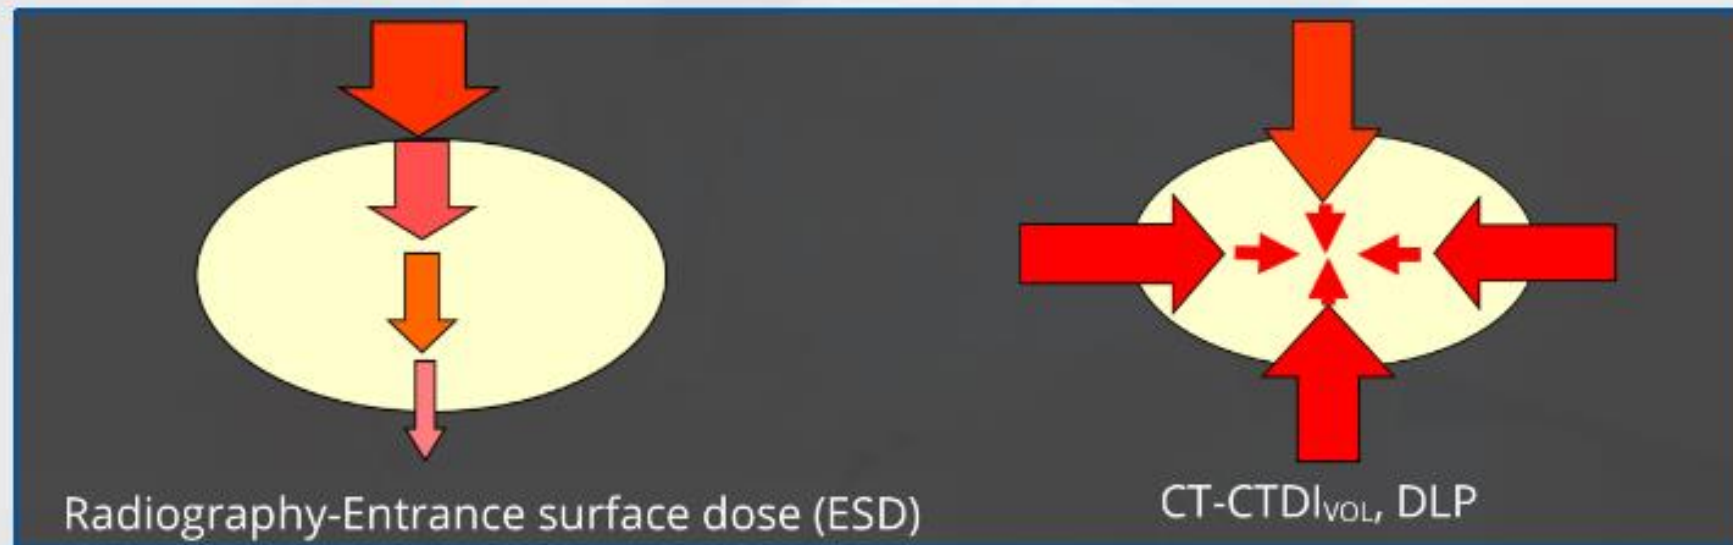 Radiography-Entrance surface dose (ESD)
CT-CTDIVOL, DLP